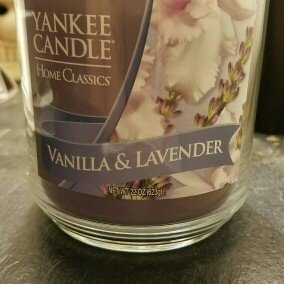 YANKEE
CANDLE®
HOME CLASSICS®
VANILLA & LAVENDER
NET WT 22 OZ (623g)